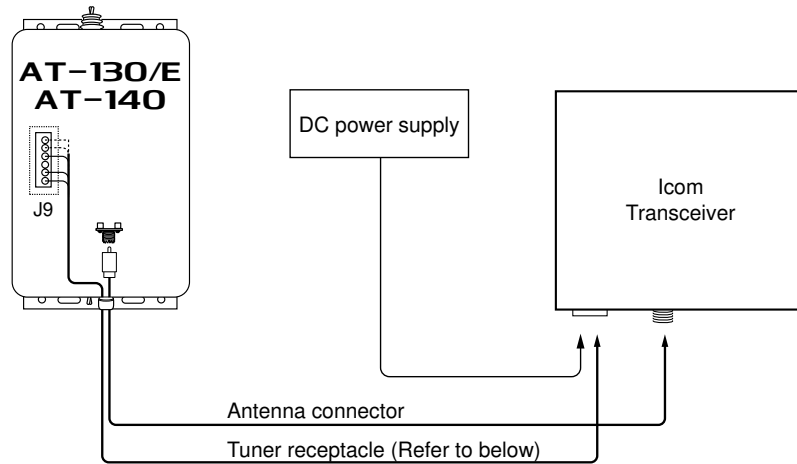 AT-130/E
AT-140
J9
DC power supply
Icom
Transceiver
Antenna connector
Tuner receptacle (Refer to below)